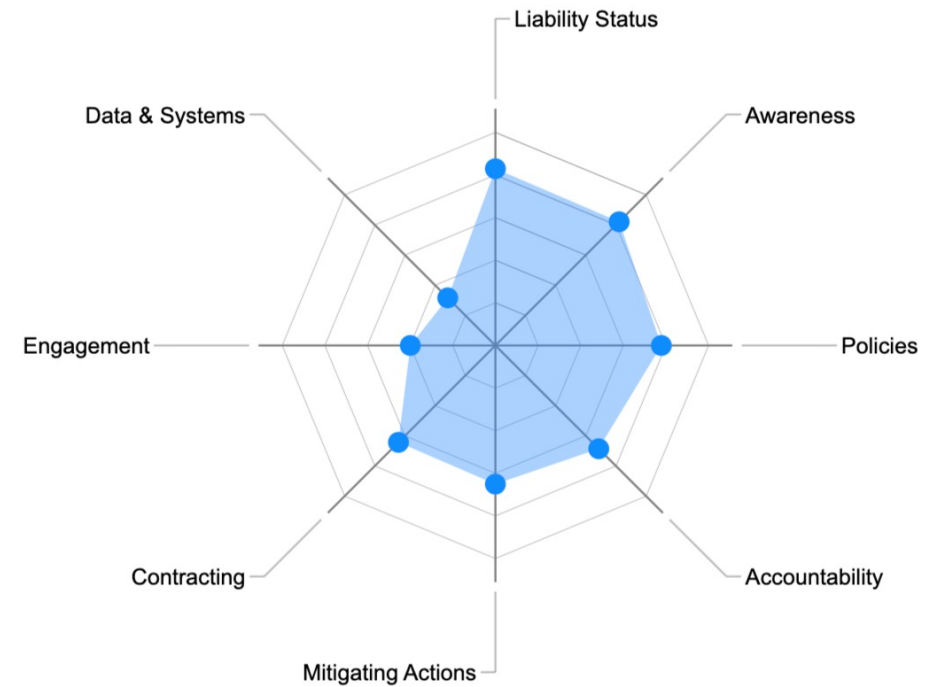 Liability Status
Data & Systems
Awareness
Engagement
Policies
Contracting
Accountability
Mitigating Actions